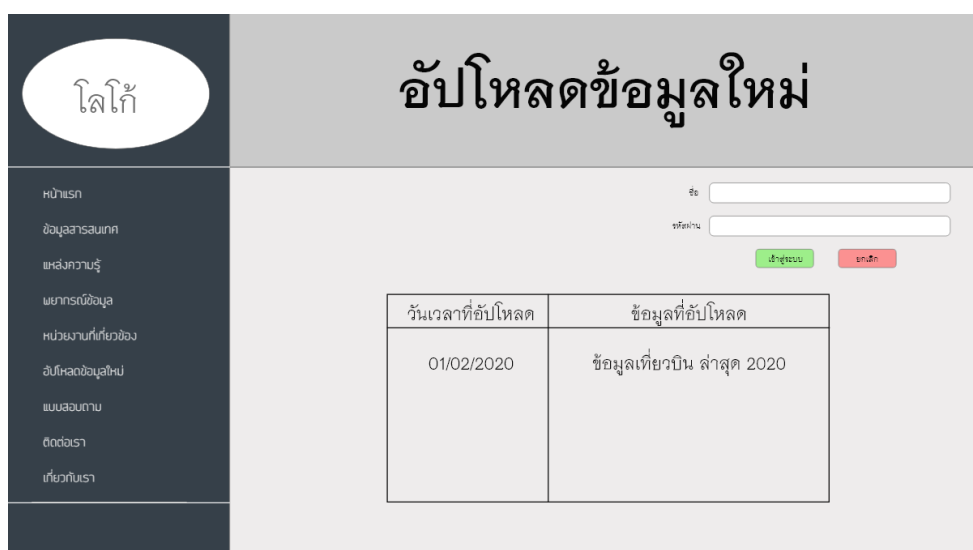 โลโก้
อัปโหลดข้อมูลใหม่
หน้าแรก
ข้อมูลสารสนเทศ
แหล่งความรู้
พยากรณ์ข้อมูล
หน่วยงานที่เกี่ยวข้อง
อัปโหลดข้อมูลใหม่
แบบสอบถาม
ติดต่อเรา
เกี่ยวกับเรา
ชื่อ
รหัสผ่าน
เข้าสู่ระบบ ยกเลิก
วันเวลาที่อัปโหลด ข้อมูลที่อัปโหลด
01/02/2020 ข้อมูลเที่ยวบิน ล่าสุด 2020